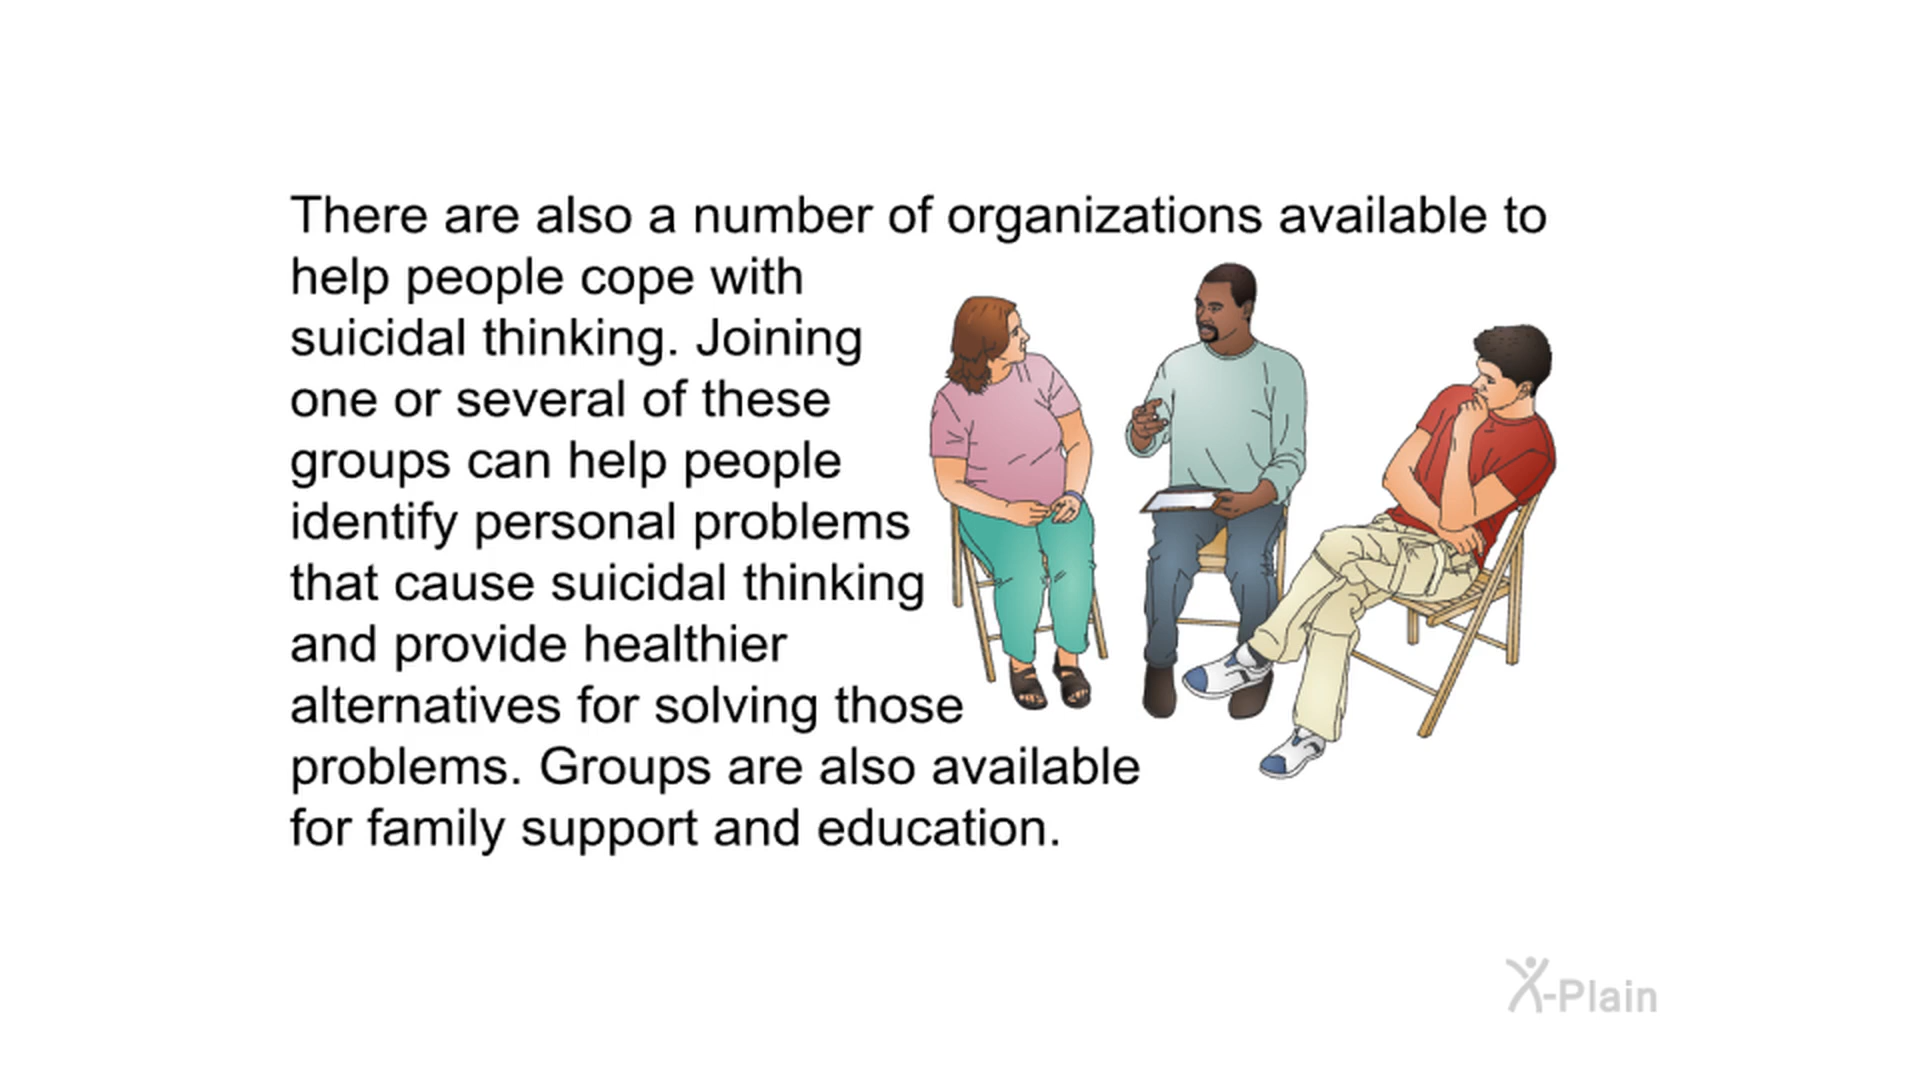 There are also a number of organizations available to
help people cope with
suicidal thinking. Joining
one or several of these
groups can help people
identify personal problems
that cause suicidal thinking
and provide healthier
alternatives for solving those
problems. Groups are also available
for family support and education.
X-Plain